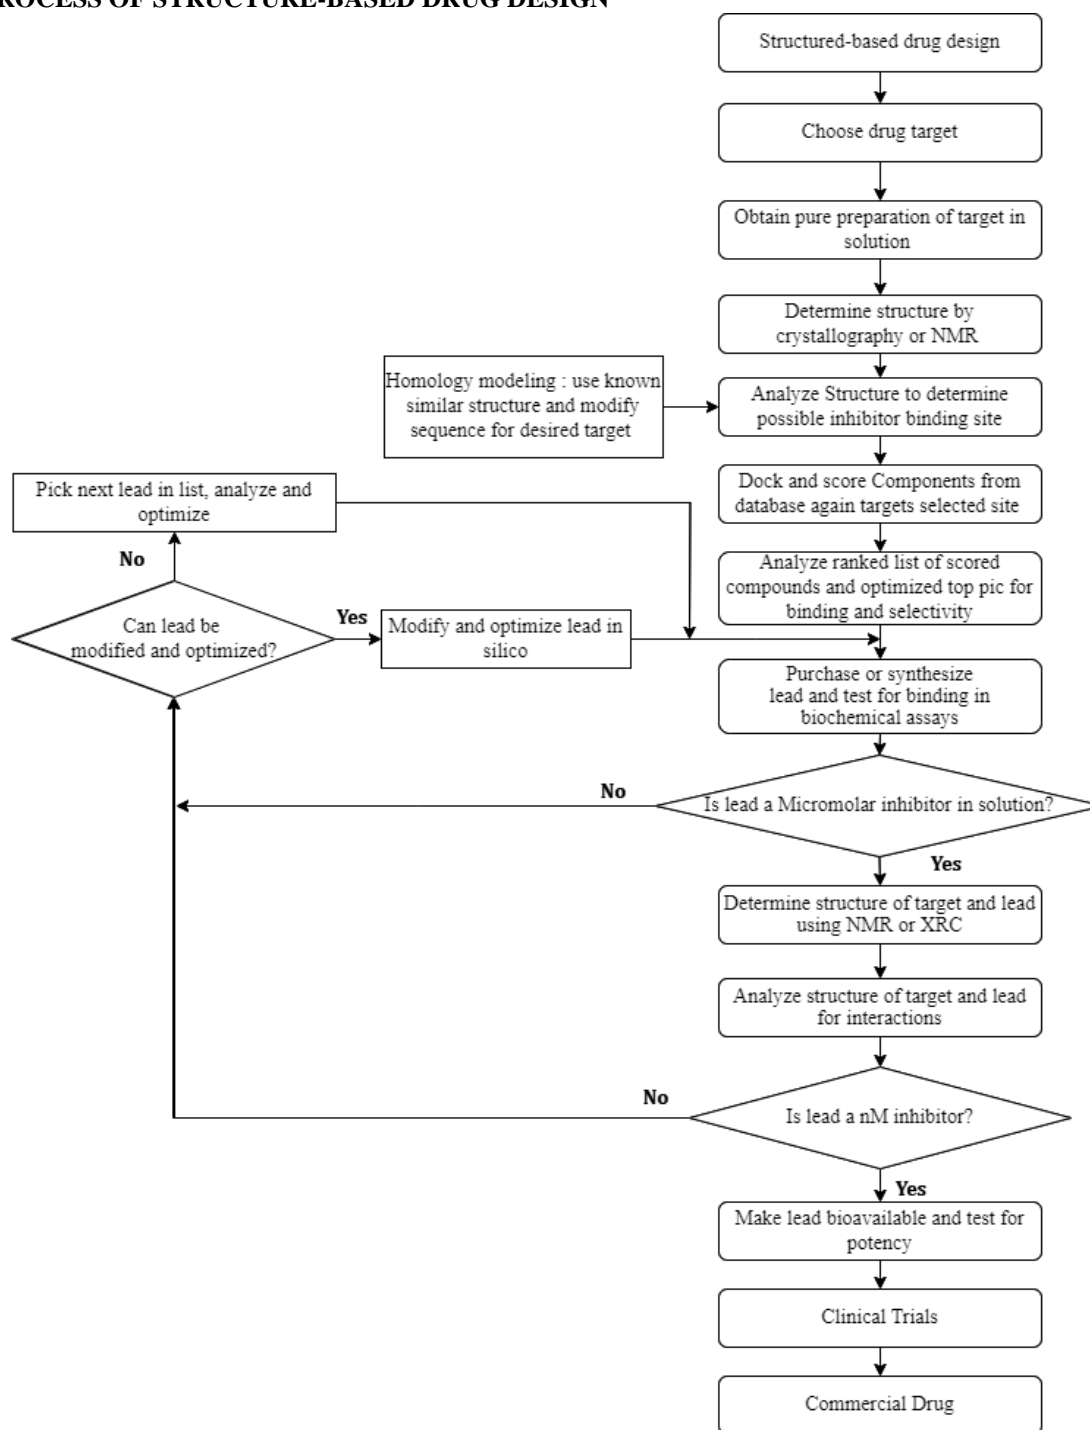 ROCESS OF STRUCTURE-BASED DRUG DESIGN
Structured-based drug design
Choose drug target
Obtain pure preparation of target in
solution
Determine structure by
crystallography or NMR
Homology modeling : use known
similar structure and modify
sequence for desired target
Analyze Structure to determine
possible inhibitor binding site
Pick next lead in list, analyze and
optimize
Dock and score Components from
database again targets selected site
No
Analyze ranked list of scored
compounds and optimized top pic for
binding and selectivity
Can lead be
modified and optimized?
Yes
Modify and optimize lead in
silico
Purchase or synthesize
lead and test for binding in
biochemical assays
No
Is lead a Micromolar inhibitor in solution?
Yes
Determine structure of target and lead
using NMR or XRC
Analyze structure of target and lead
for interactions
No
Is lead a nM inhibitor?
Yes
Make lead bioavailable and test for
potency
Clinical Trials
Commercial Drug